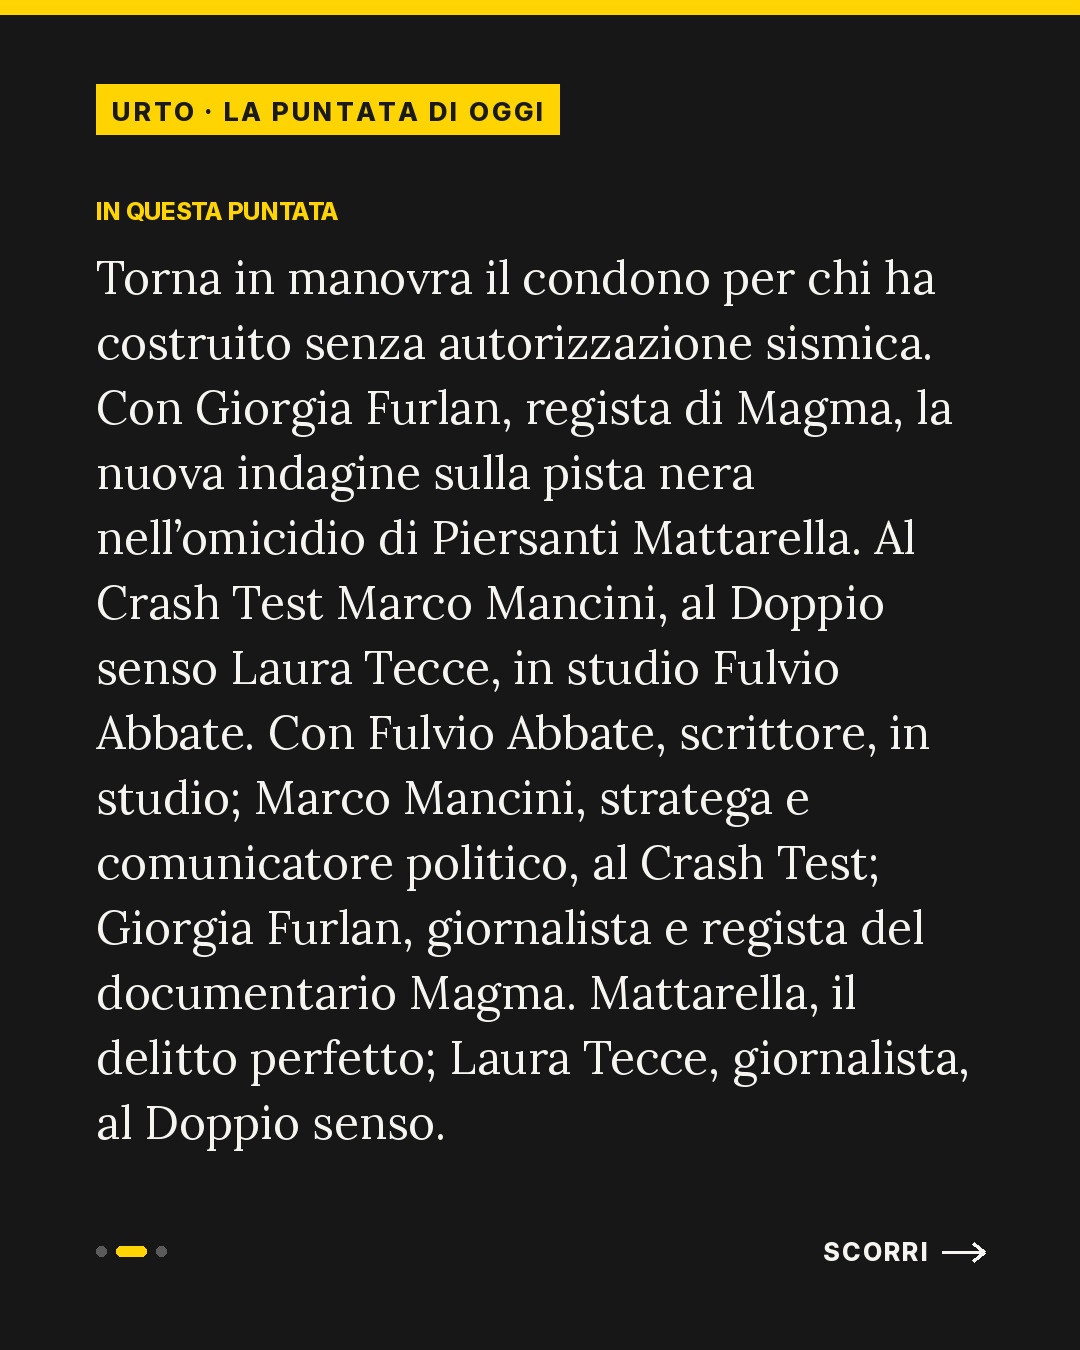 URTO · LA PUNTATA DI OGGI
IN QUESTA PUNTATA
Torna in manovra il condono per chi ha
costruito senza autorizzazione sismica.
Con Giorgia Furlan, regista di Magma, la
nuova indagine sulla pista nera
nell’omicidio di Piersanti Mattarella. Al
Crash Test Marco Mancini, al Doppio
senso Laura Tecce, in studio Fulvio
Abbate. Con Fulvio Abbate, scrittore, in
studio; Marco Mancini, stratega e
comunicatore politico, al Crash Test;
Giorgia Furlan, giornalista e regista del
documentario Magma. Mattarella, il
delitto perfetto; Laura Tecce, giornalista,
al Doppio senso.
SCORRI